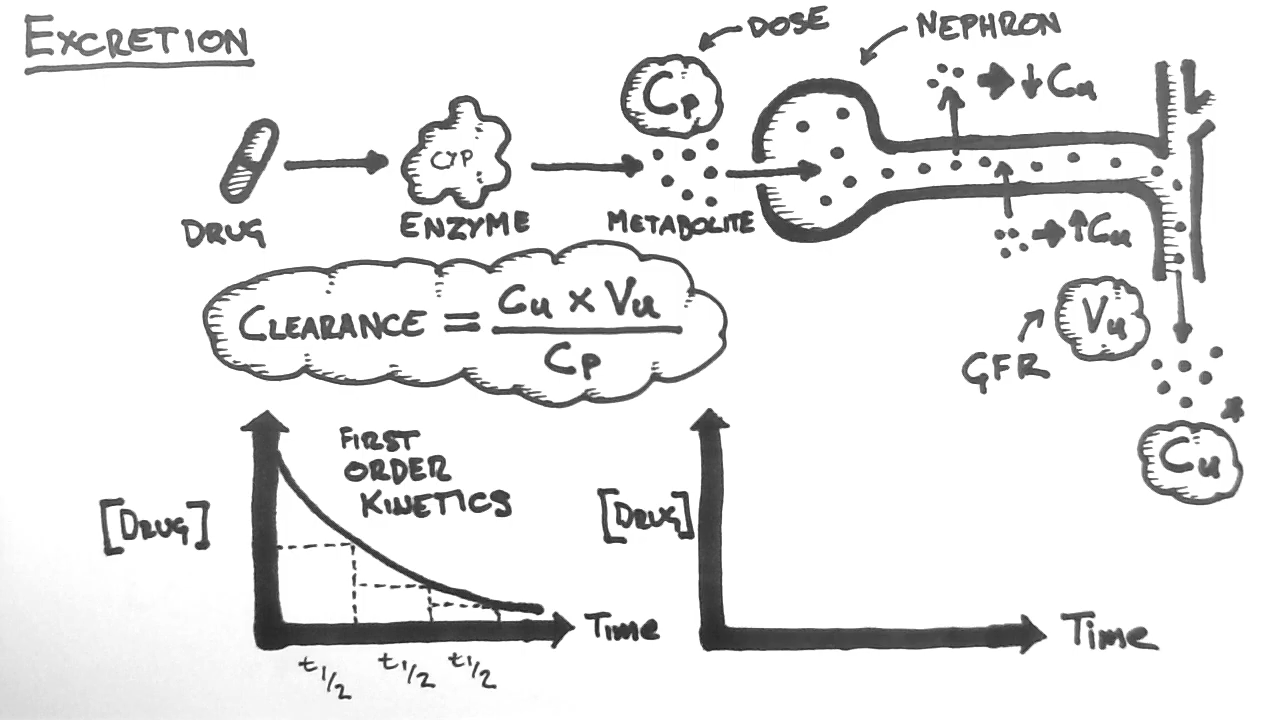 EXCRETION
DOSE
NEPHRON
Cp
↓Cu
CYP
DRUG
ENZYME
METABOLITE
↑Cu
CLEARANCE = Cu x Vu
Cp
Vu
GFR
Cu
FIRST
ORDER
KINETICS
[DRUG]
Time
t1/2 t1/2 t1/2
[DRUG]
Time